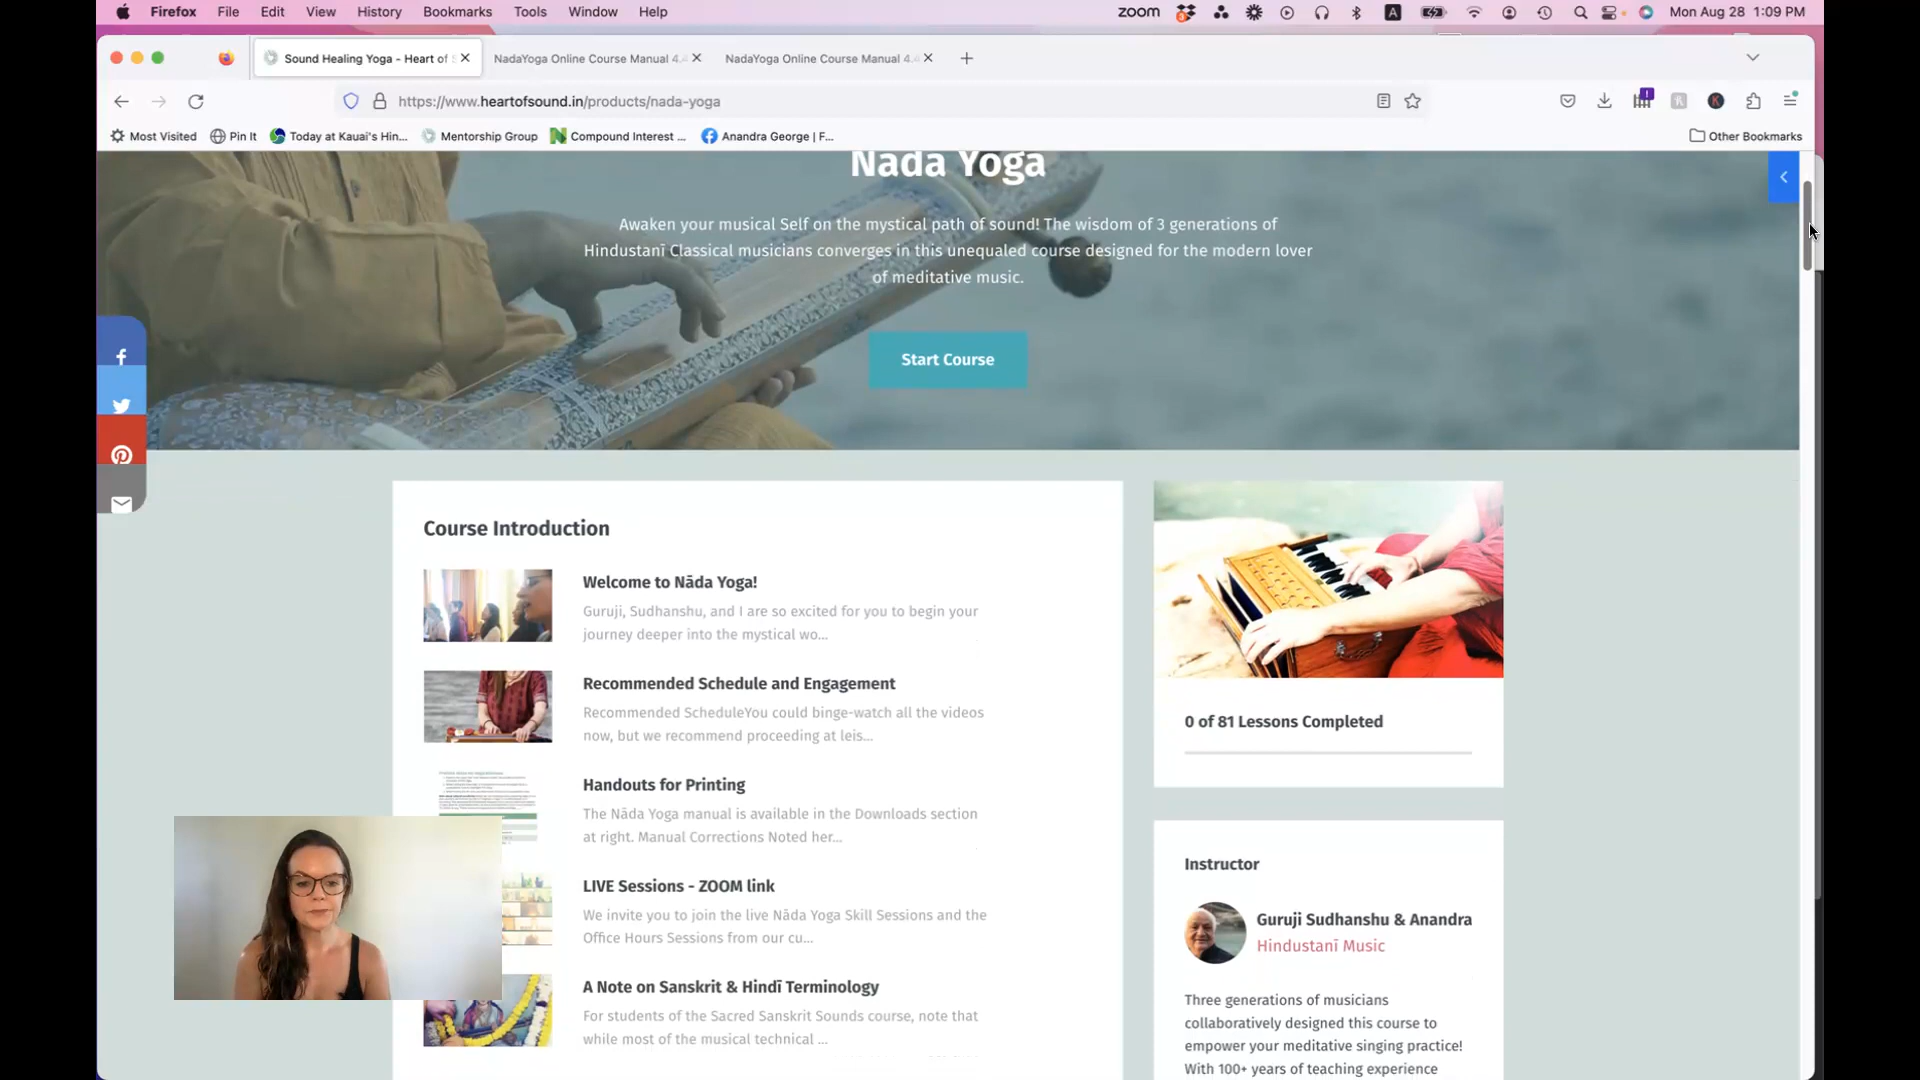 Firefox File Edit View History Bookmarks Tools Window Help zoom Mon Aug 28 1:09 PM
Sound Healing Yoga - Heart of S NadaYoga Online Course Manual 4.4 NadaYoga Online Course Manual 4.4
https://www.heartofsound.in/products/nada-yoga
Most Visited Pin It Today at Kauai's Hin... Mentorship Group Compound Interest ... Anandra George | F... Other Bookmarks
Nada Yoga
Awaken your musical Self on the mystical path of sound! The wisdom of 3 generations of
Hindustanī Classical musicians converges in this unequaled course designed for the modern lover
of meditative music.
Start Course
Course Introduction
Welcome to Nāda Yoga!
Guruji, Sudhanshu, and I are so excited for you to begin your
journey deeper into the mystical wo...
Recommended Schedule and Engagement
Recommended ScheduleYou could binge-watch all the videos
now, but we recommend proceeding at leis...
Handouts for Printing
The Nāda Yoga manual is available in the Downloads section
at right. Manual Corrections Noted her...
LIVE Sessions - ZOOM link
We invite you to join the live Nāda Yoga Skill Sessions and the
Office Hours Sessions from our cu...
A Note on Sanskrit & Hindī Terminology
For students of the Sacred Sanskrit Sounds course, note that
while most of the musical technical ...
0 of 81 Lessons Completed
Instructor
Guruji Sudhanshu & Anandra
Hindustanī Music
Three generations of musicians
collaboratively designed this course to
empower your meditative singing practice!
With 100+ years of teaching experience